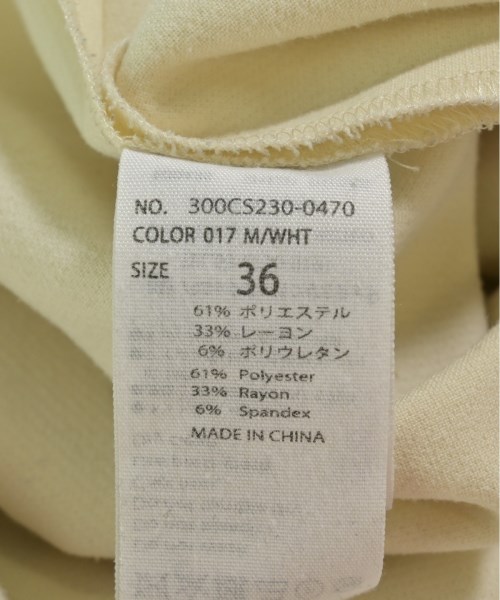 NO. 300CS230-0470
COLOR 017 M/WHT
SIZE 36
61% ポリエステル
33% レーヨン
6% ポリウレタン
61% Polyester
33% Rayon
6% Spandex
MADE IN CHINA